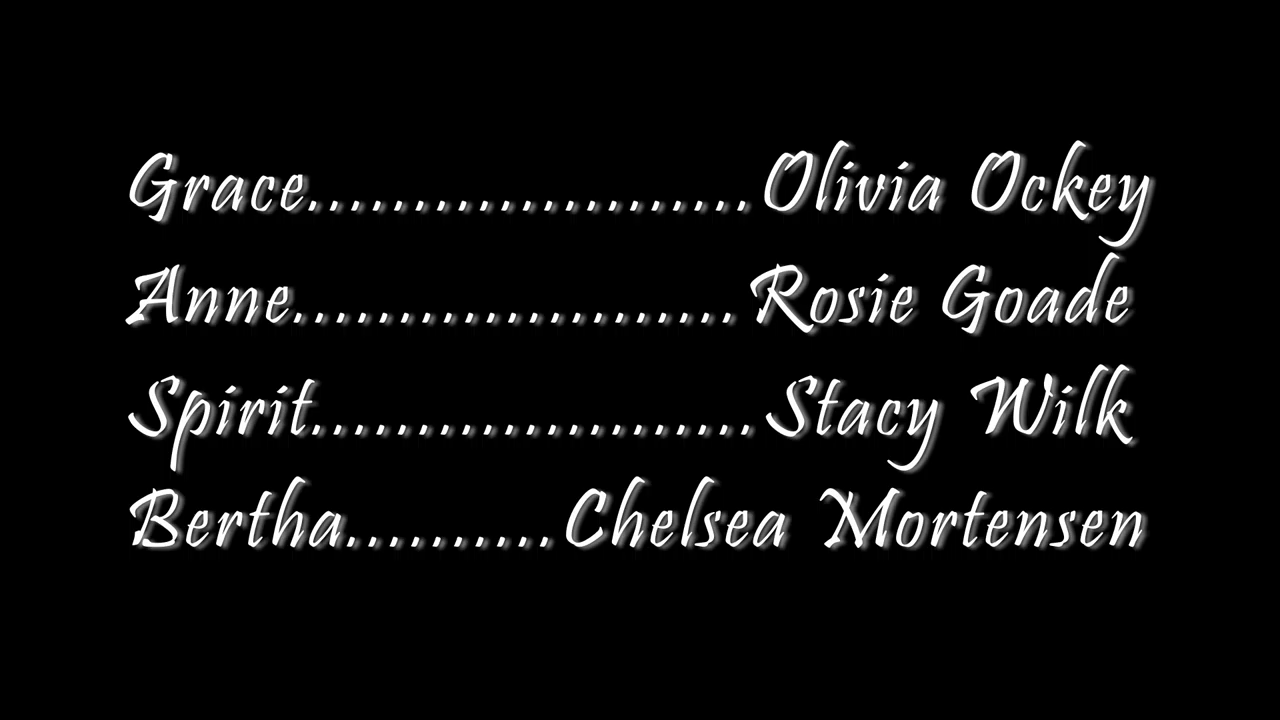 Grace.....................Olivia Ockey
Anne.....................Rosie Goade
Spirit.....................Stacy Wilk
Bertha..........Chelsea Mortensen